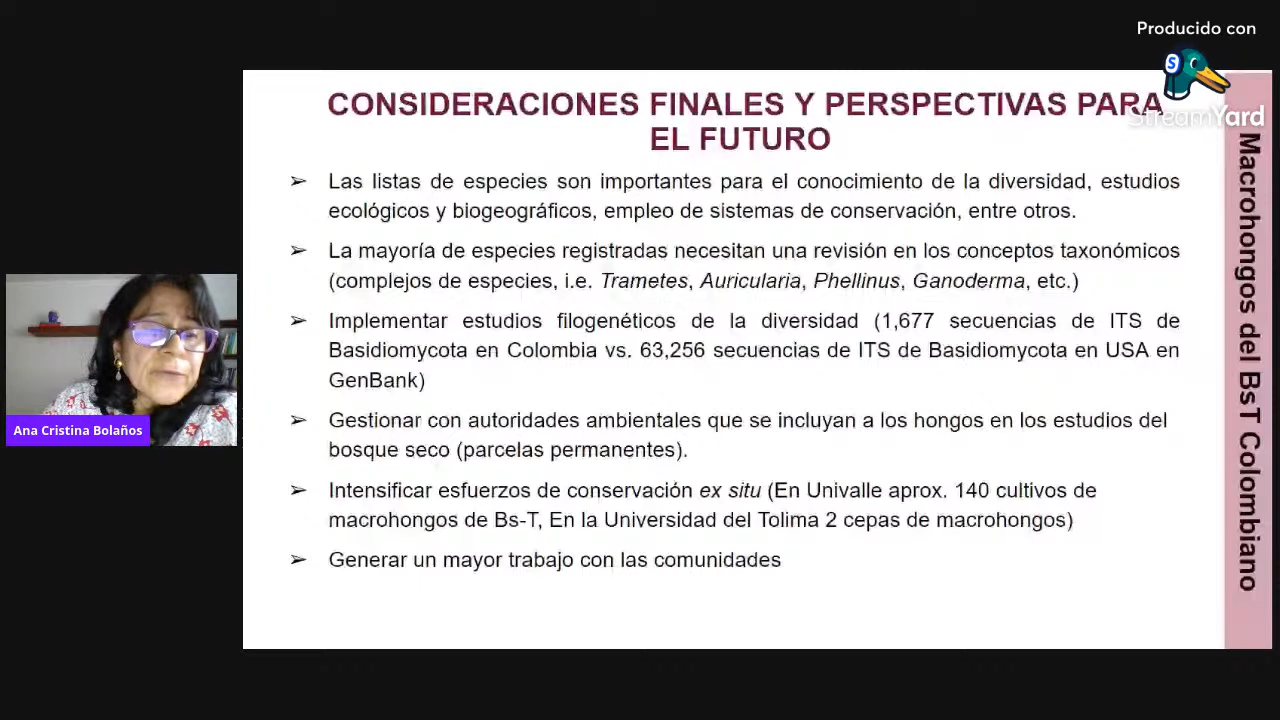 Producido con
StreamYard
CONSIDERACIONES FINALES Y PERSPECTIVAS PARA
EL FUTURO
➢ Las listas de especies son importantes para el conocimiento de la diversidad, estudios
ecológicos y biogeográficos, empleo de sistemas de conservación, entre otros.
➢ La mayoría de especies registradas necesitan una revisión en los conceptos taxonómicos
(complejos de especies, i.e. Trametes, Auricularia, Phellinus, Ganoderma, etc.)
➢ Implementar estudios filogenéticos de la diversidad (1,677 secuencias de ITS de
Basidiomycota en Colombia vs. 63,256 secuencias de ITS de Basidiomycota en USA en
GenBank)
➢ Gestionar con autoridades ambientales que se incluyan a los hongos en los estudios del
bosque seco (parcelas permanentes).
➢ Intensificar esfuerzos de conservación ex situ (En Univalle aprox. 140 cultivos de
macrohongos de Bs-T, En la Universidad del Tolima 2 cepas de macrohongos)
➢ Generar un mayor trabajo con las comunidades
Macrohongos del BsT Colombiano
Ana Cristina Bolaños